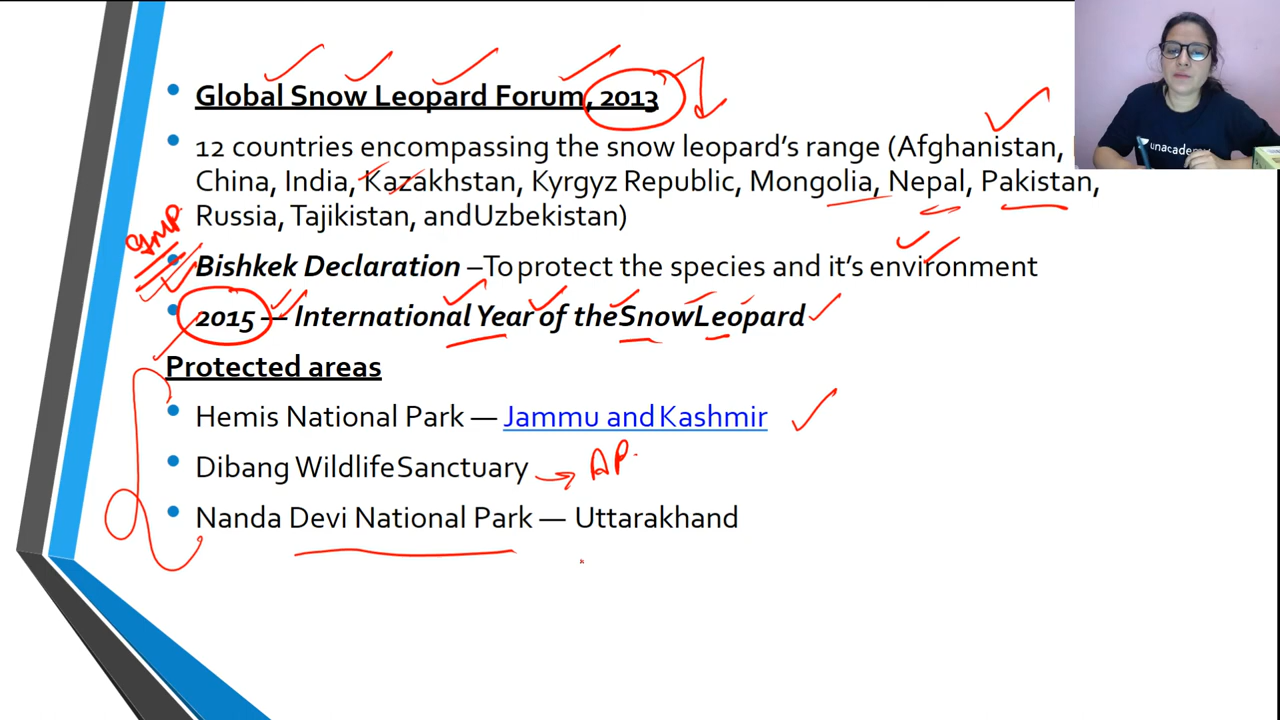 Global Snow Leopard Forum, 2013
12 countries encompassing the snow leopard's range (Afghanistan,
China, India, Kazakhstan, Kyrgyz Republic, Mongolia, Nepal, Pakistan,
Russia, Tajikistan, and Uzbekistan)
IMP
Bishkek Declaration –To protect the species and it's environment
2015 — International Year of the Snow Leopard
Protected areas
Hemis National Park — Jammu and Kashmir
Dibang Wildlife Sanctuary → AP.
Nanda Devi National Park — Uttarakhand
unacademy